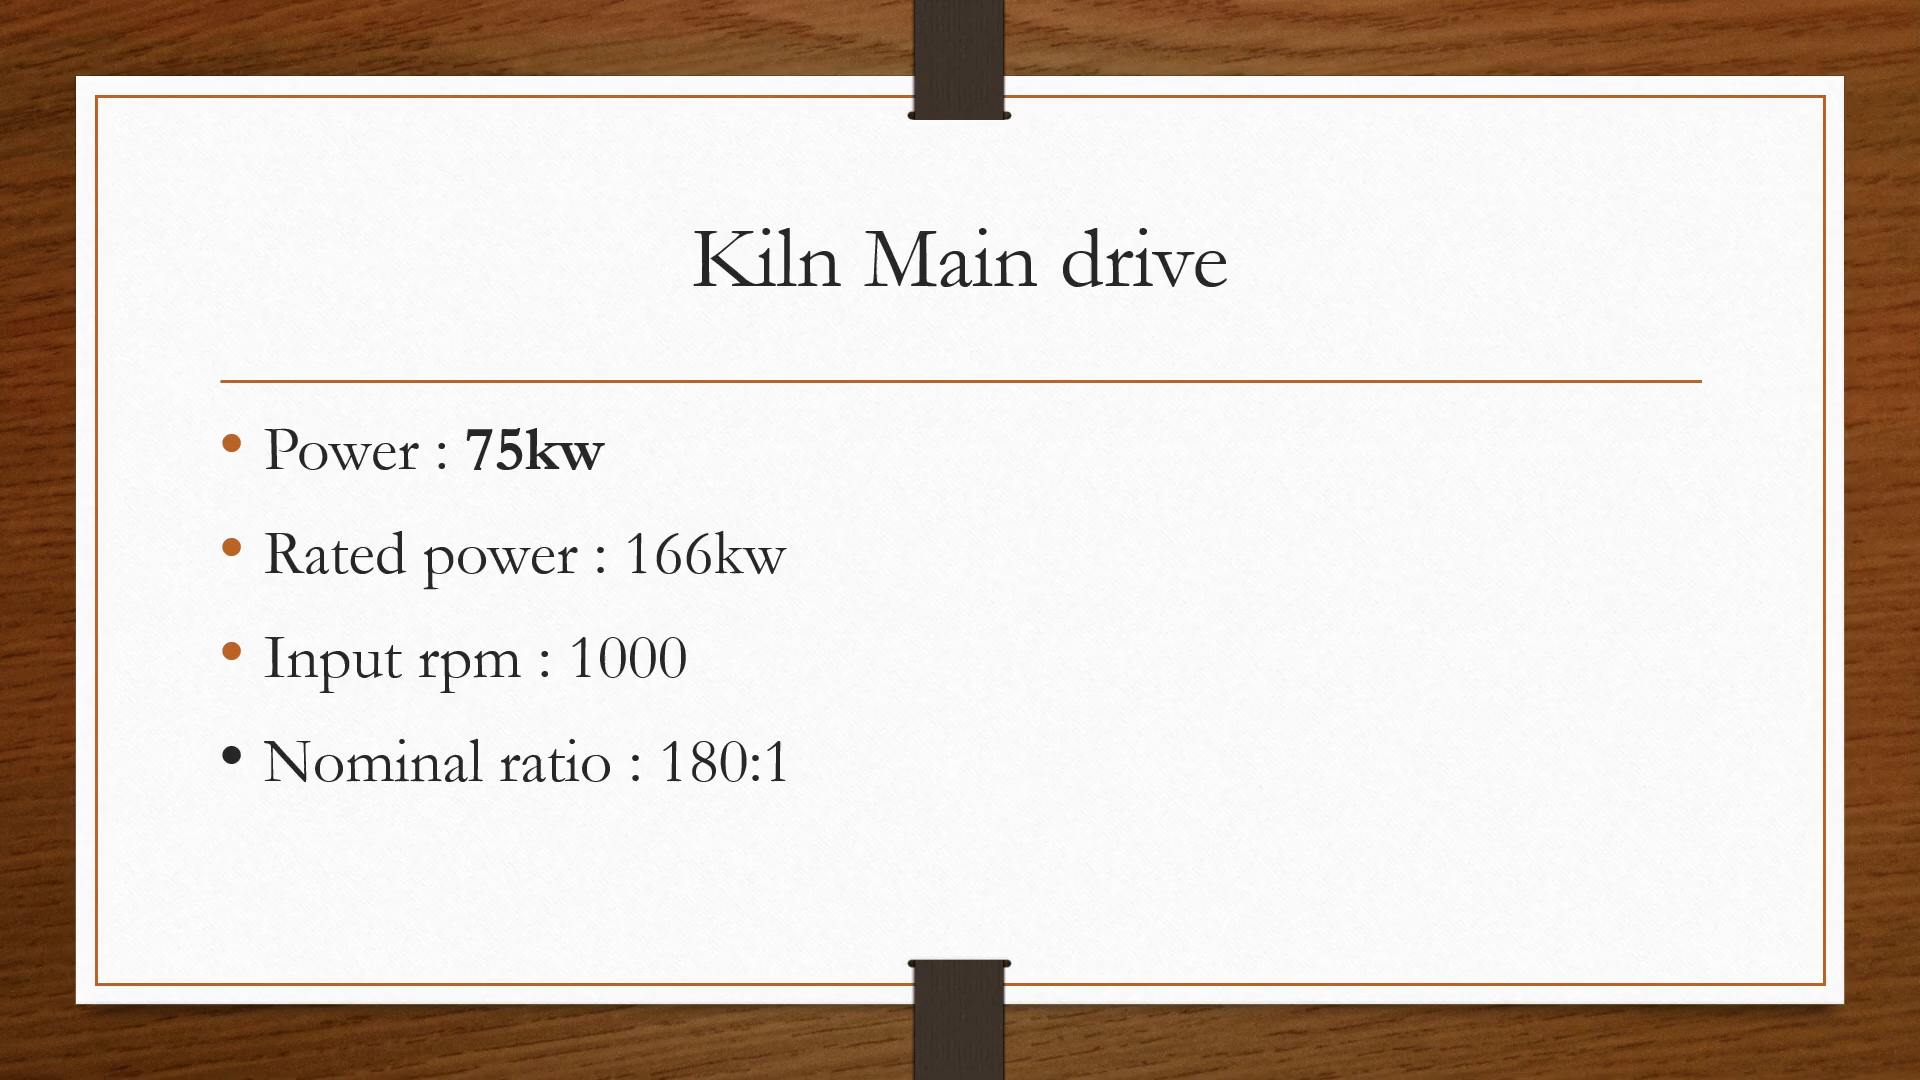 Kiln Main drive
• Power : 75kw
• Rated power : 166kw
• Input rpm : 1000
• Nominal ratio : 180:1